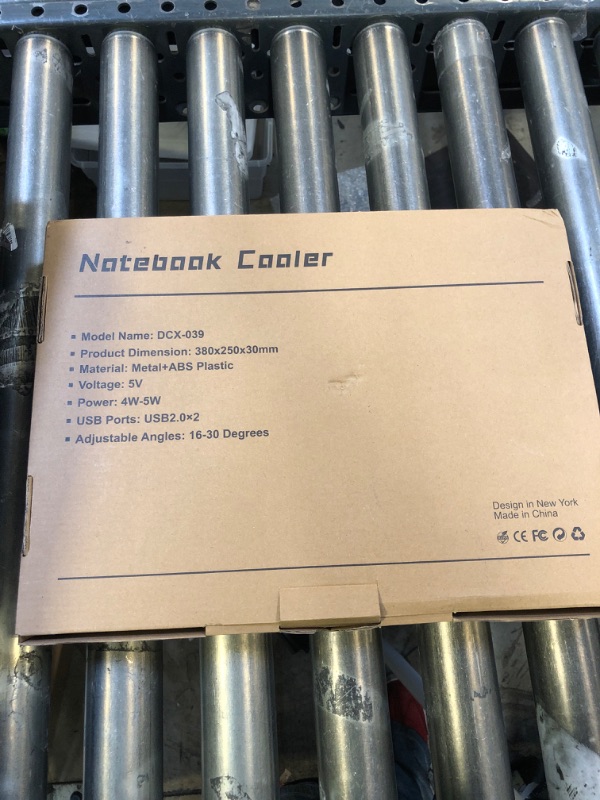 Notebook Cooler
▪ Model Name: DCX-039
▪ Product Dimension: 380x250x30mm
▪ Material: Metal+ABS Plastic
▪ Voltage: 5V
▪ Power: 4W-5W
▪ USB Ports: USB2.0×2
▪ Adjustable Angles: 16-30 Degrees
Design in New York
Made in China
CE FC